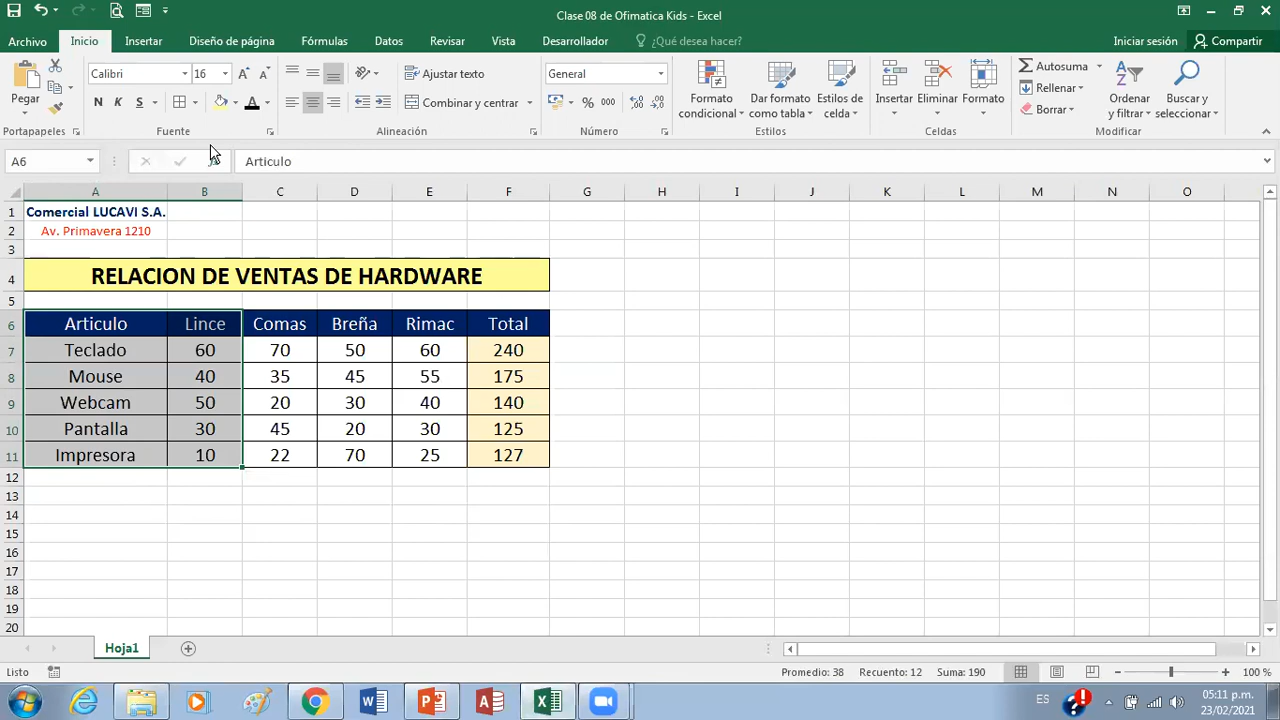 Clase 08 de Ofimatica Kids - Excel
Archivo Inicio Insertar Diseño de página Fórmulas Datos Revisar Vista Desarrollador ¿Qué desea hacer? Iniciar sesión Compartir
Pegar
Calibri 16
N K S
Ajustar texto
Combinar y centrar
General
% 000
Formato condicional
Dar formato como tabla
Estilos de celda
Insertar Eliminar Formato
Autosuma
Rellenar
Borrar
Ordenar y filtrar
Buscar y seleccionar
Portapapeles Fuente Alineación Número Estilos Celdas Modificar
A6 Articulo
A B C D E F G H I J K L M N O
1 Comercial LUCAVI S.A.
2 Av. Primavera 1210
3
4 RELACION DE VENTAS DE HARDWARE
5
6 Articulo Lince Comas Breña Rimac Total
7 Teclado 60 70 50 60 240
8 Mouse 40 35 45 55 175
9 Webcam 50 20 30 40 140
10 Pantalla 30 45 20 30 125
11 Impresora 10 22 70 25 127
12
13
14
15
16
17
18
19
20
Hoja1
Listo Promedio: 38 Recuento: 12 Suma: 190 100 %
ES 05:11 p.m.
23/02/2021